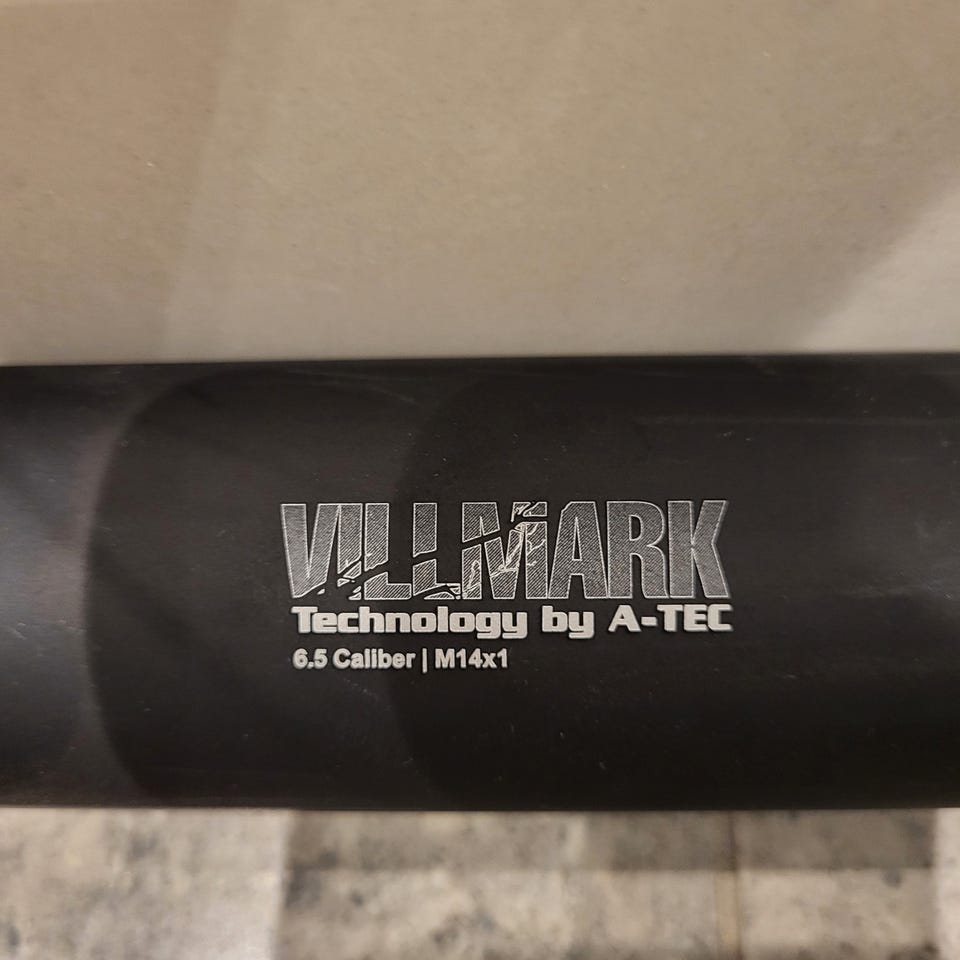 VILLMARK
Technology by A-TEC
6.5 Caliber | M14x1